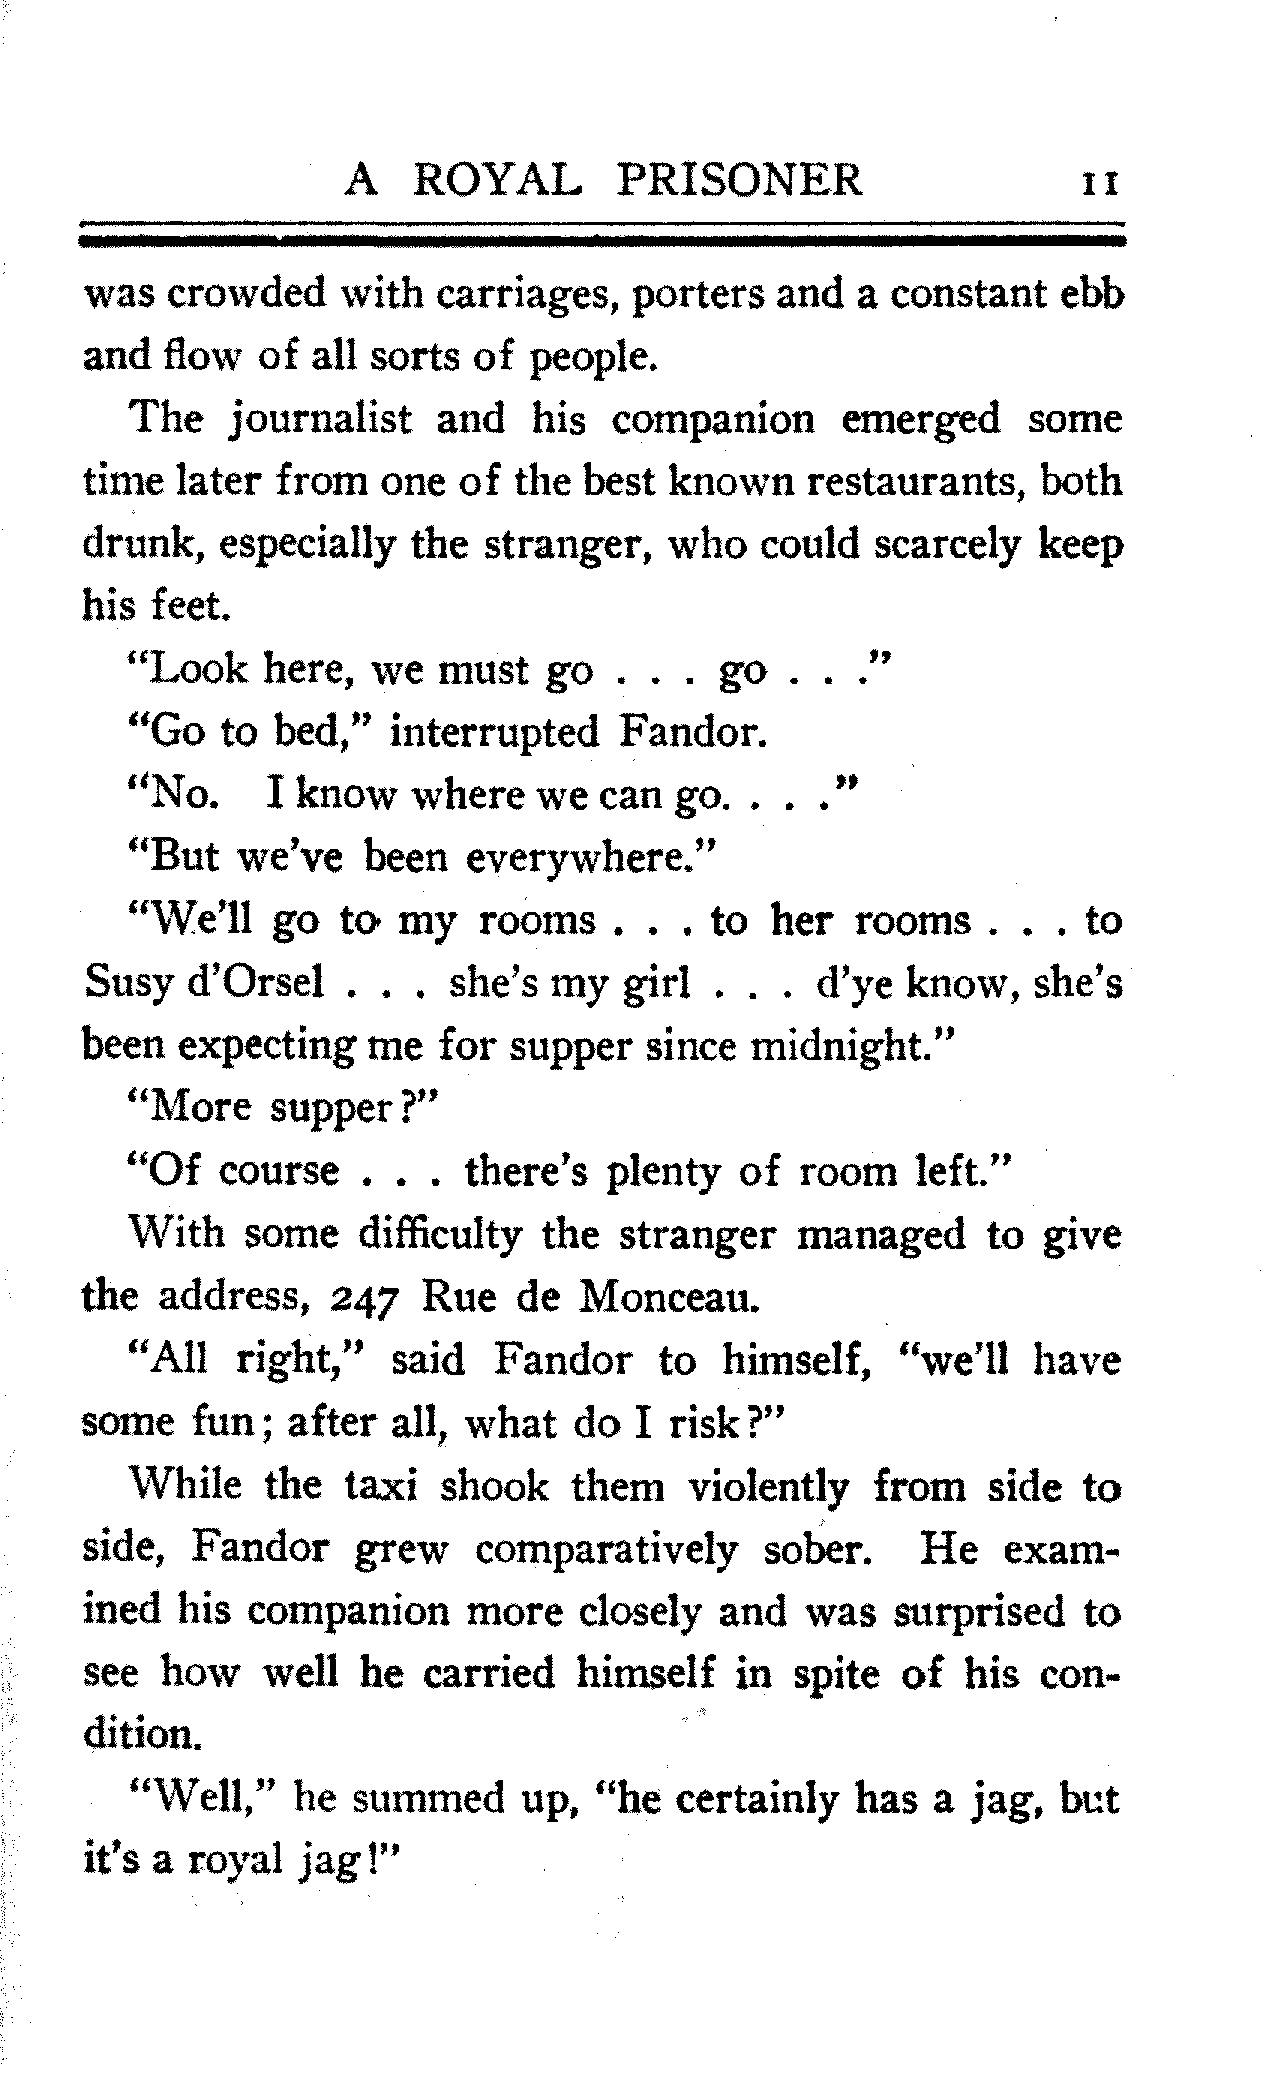 A ROYAL PRISONER 11
was crowded with carriages, porters and a constant ebb
and flow of all sorts of people.
The journalist and his companion emerged some
time later from one of the best known restaurants, both
drunk, especially the stranger, who could scarcely keep
his feet.
“Look here, we must go . . . go . . .”
“Go to bed,” interrupted Fandor.
“No. I know where we can go. . . .”
“But we’ve been everywhere.”
“We’ll go to my rooms . . . to her rooms . . . to
Susy d’Orsel . . . she’s my girl . . . d’ye know, she’s
been expecting me for supper since midnight.”
“More supper?”
“Of course . . . there’s plenty of room left.”
With some difficulty the stranger managed to give
the address, 247 Rue de Monceau.
“All right,” said Fandor to himself, “we’ll have
some fun; after all, what do I risk?”
While the taxi shook them violently from side to
side, Fandor grew comparatively sober. He exam-
ined his companion more closely and was surprised to
see how well he carried himself in spite of his con-
dition.
“Well,” he summed up, “he certainly has a jag, but
it’s a royal jag!”